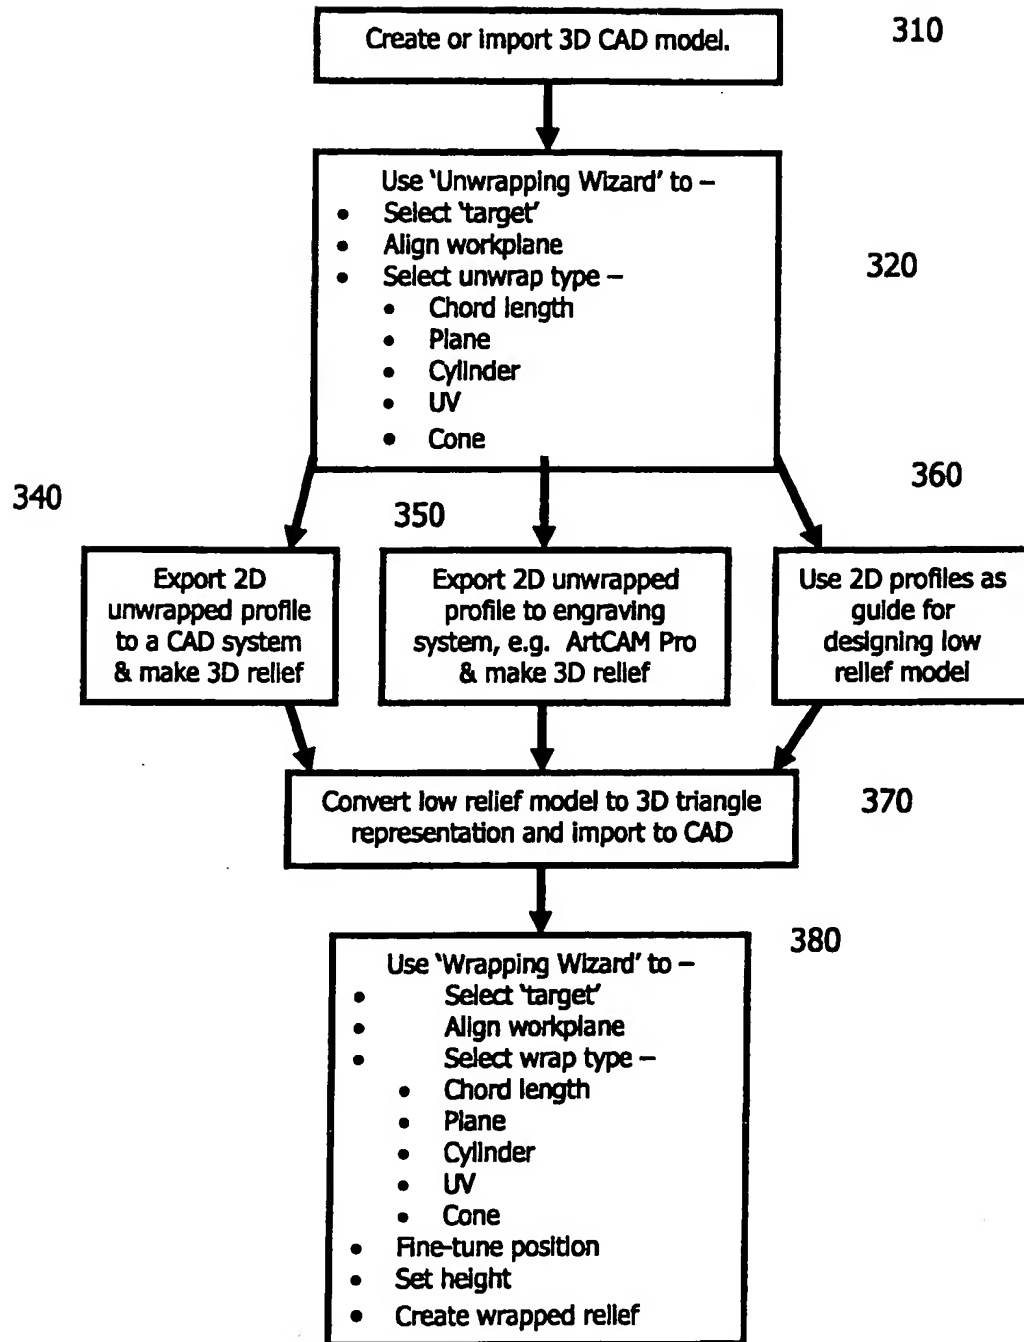 Create or import 3D CAD model.
310
Use ‘Unwrapping Wizard’ to –
• Select ‘target’
• Align workplane
• Select unwrap type –
• Chord length
• Plane
• Cylinder
• UV
• Cone
320
340
350
360
Export 2D
unwrapped profile
to a CAD system
& make 3D relief
Export 2D unwrapped
profile to engraving
system, e.g. ArtCAM Pro
& make 3D relief
Use 2D profiles as
guide for
designing low
relief model
Convert low relief model to 3D triangle
representation and import to CAD
370
380
Use ‘Wrapping Wizard’ to –
• Select ‘target’
• Align workplane
• Select wrap type –
• Chord length
• Plane
• Cylinder
• UV
• Cone
• Fine-tune position
• Set height
• Create wrapped relief